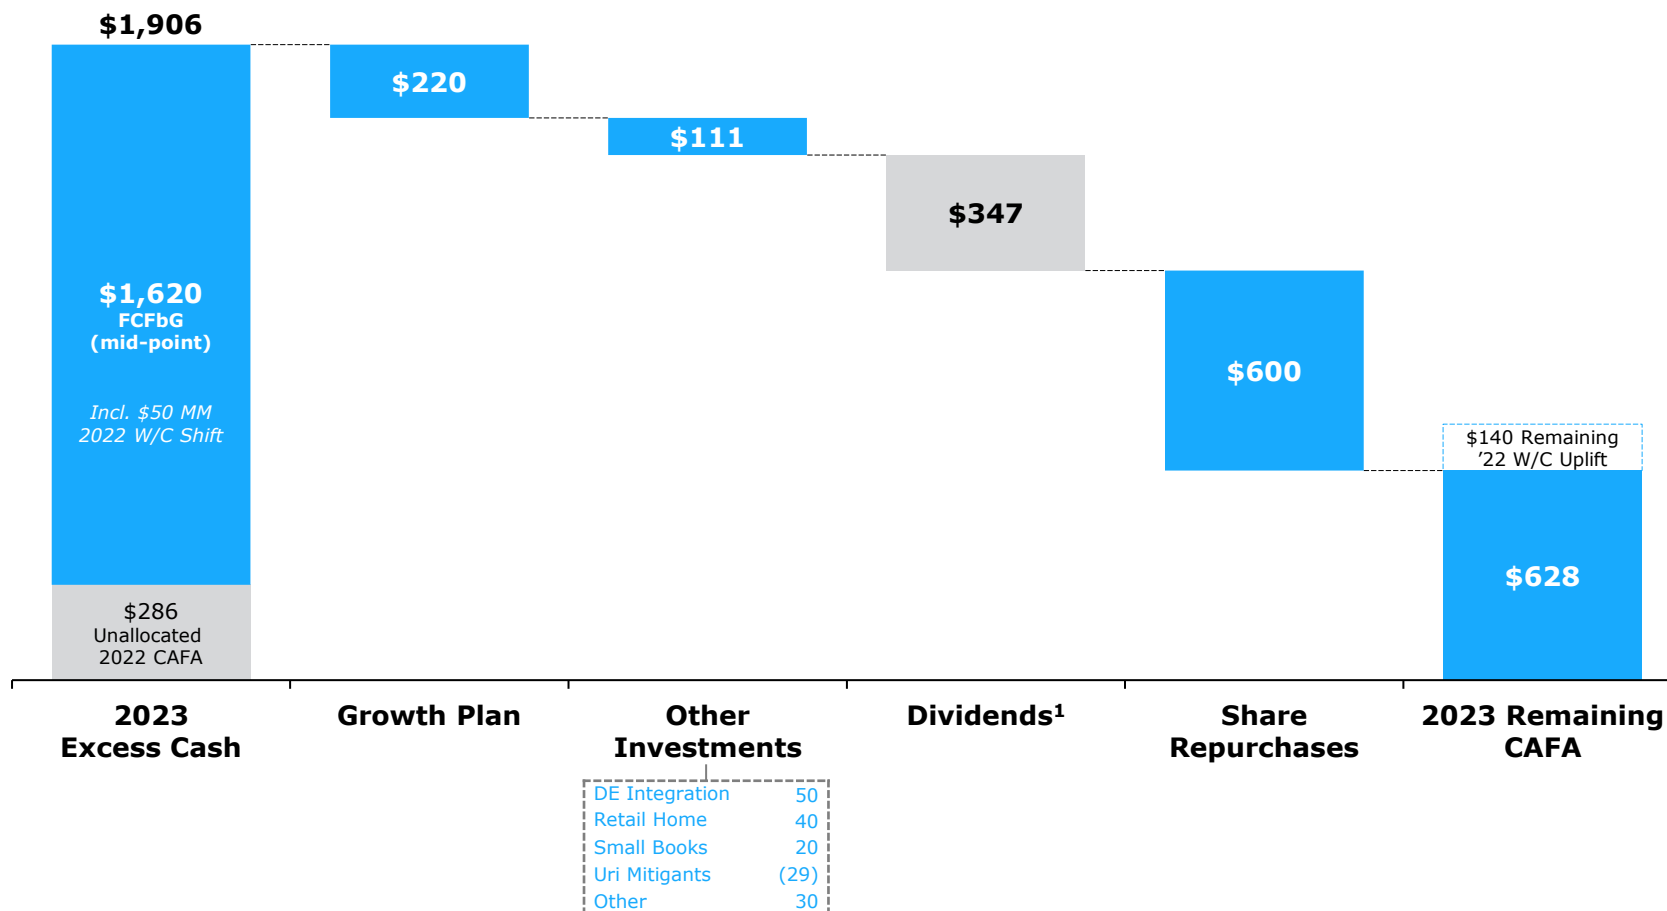 $1,906
$220
$111
$347
$1,620
FCFbG
(mid-point)
Incl. $50 MM
2022 W/C Shift
$600
$140 Remaining
’22 W/C Uplift
$628
$286
Unallocated
2022 CAFA
2023
Excess Cash
Growth Plan
Other
Investments
Dividends¹
Share
Repurchases
2023 Remaining
CAFA
DE Integration 50
Retail Home 40
Small Books 20
Uri Mitigants (29)
Other 30